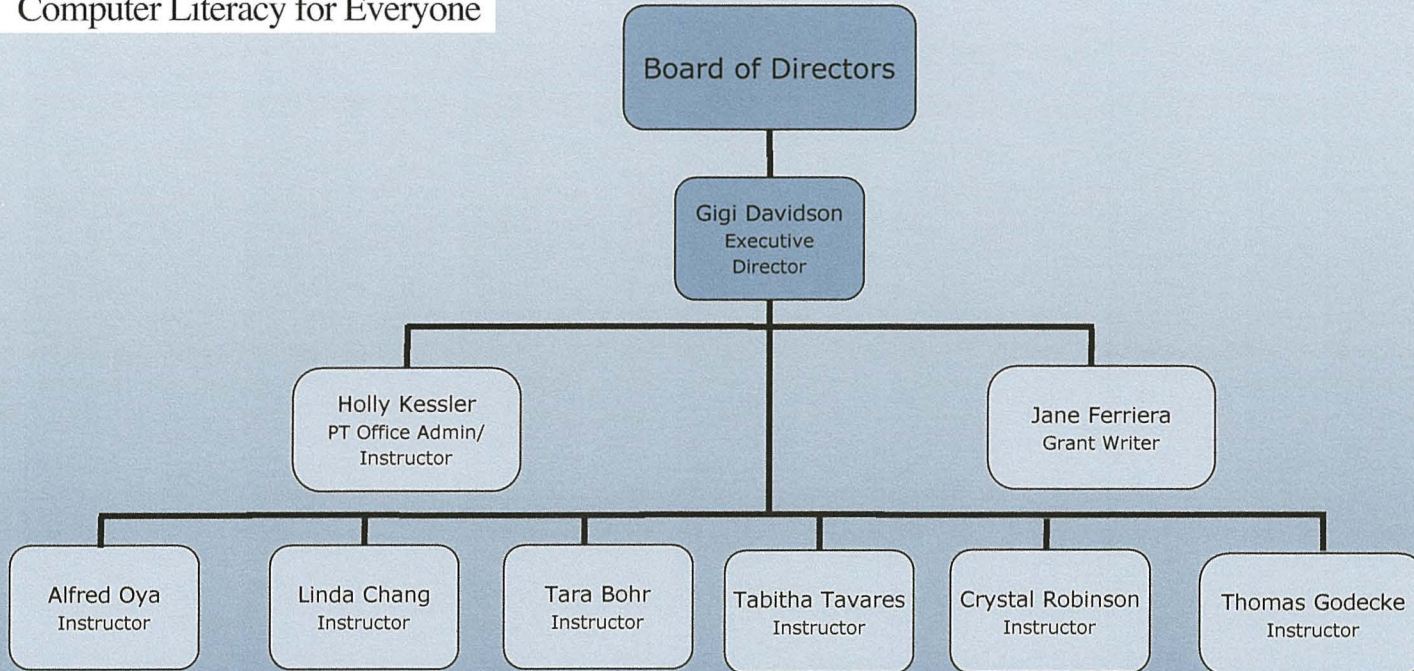 Computer Literacy for Everyone
Board of Directors
Gigi Davidson
Executive
Director
Holly Kessler
PT Office Admin/
Instructor
Jane Ferriera
Grant Writer
Alfred Oya
Instructor
Linda Chang
Instructor
Tara Bohr
Instructor
Tabitha Tavares
Instructor
Crystal Robinson
Instructor
Thomas Godecke
Instructor